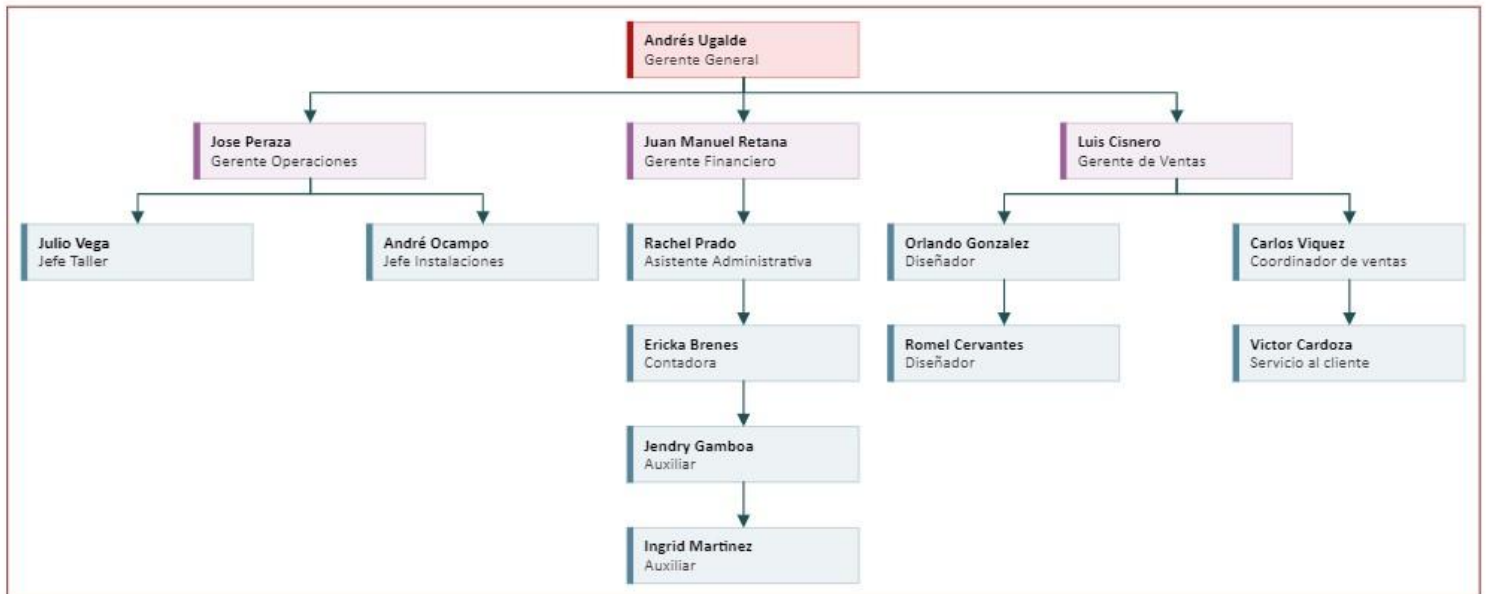 Andrés Ugalde
Gerente General
Jose Peraza
Gerente Operaciones
Juan Manuel Retana
Gerente Financiero
Luis Cisnero
Gerente de Ventas
Julio Vega
Jefe Taller
André Ocampo
Jefe Instalaciones
Rachel Prado
Asistente Administrativa
Orlando Gonzalez
Diseñador
Carlos Viquez
Coordinador de ventas
Ericka Brenes
Contadora
Romel Cervantes
Diseñador
Victor Cardoza
Servicio al cliente
Jendry Gamboa
Auxiliar
Ingrid Martinez
Auxiliar